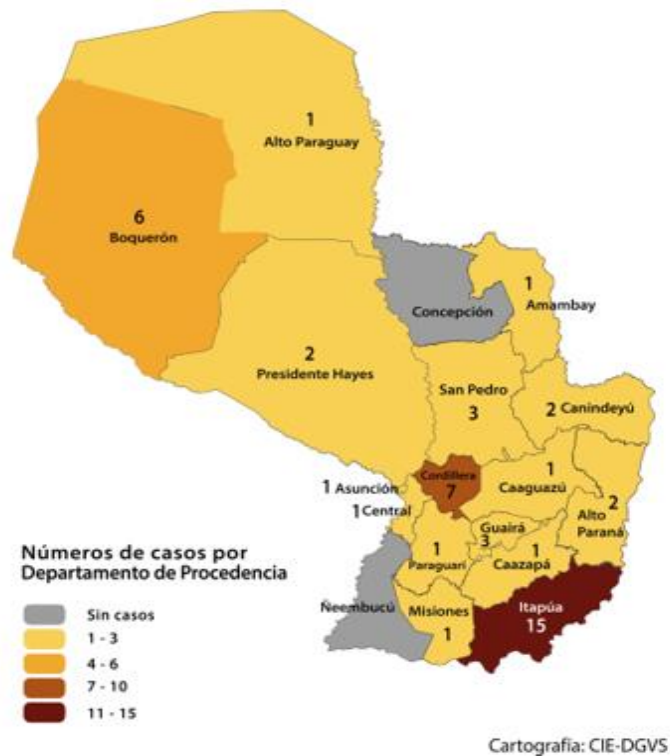 1
Alto Paraguay
6
Boquerón
Concepción
1
Amambay
2
Presidente Hayes
San Pedro
3
2 Canindeyú
Cordillera
7
1
Caaguazú
1 Asunción
1 Central
2
Alto
Paraná
Guairá
3
1
Paraguarí
1
Caazapá
Ñeembucú
Misiones
1
Itapúa
15
Números de casos por
Departamento de Procedencia
Sin casos
1 - 3
4 - 6
7 - 10
11 - 15
Cartografía: CIE-DGVS